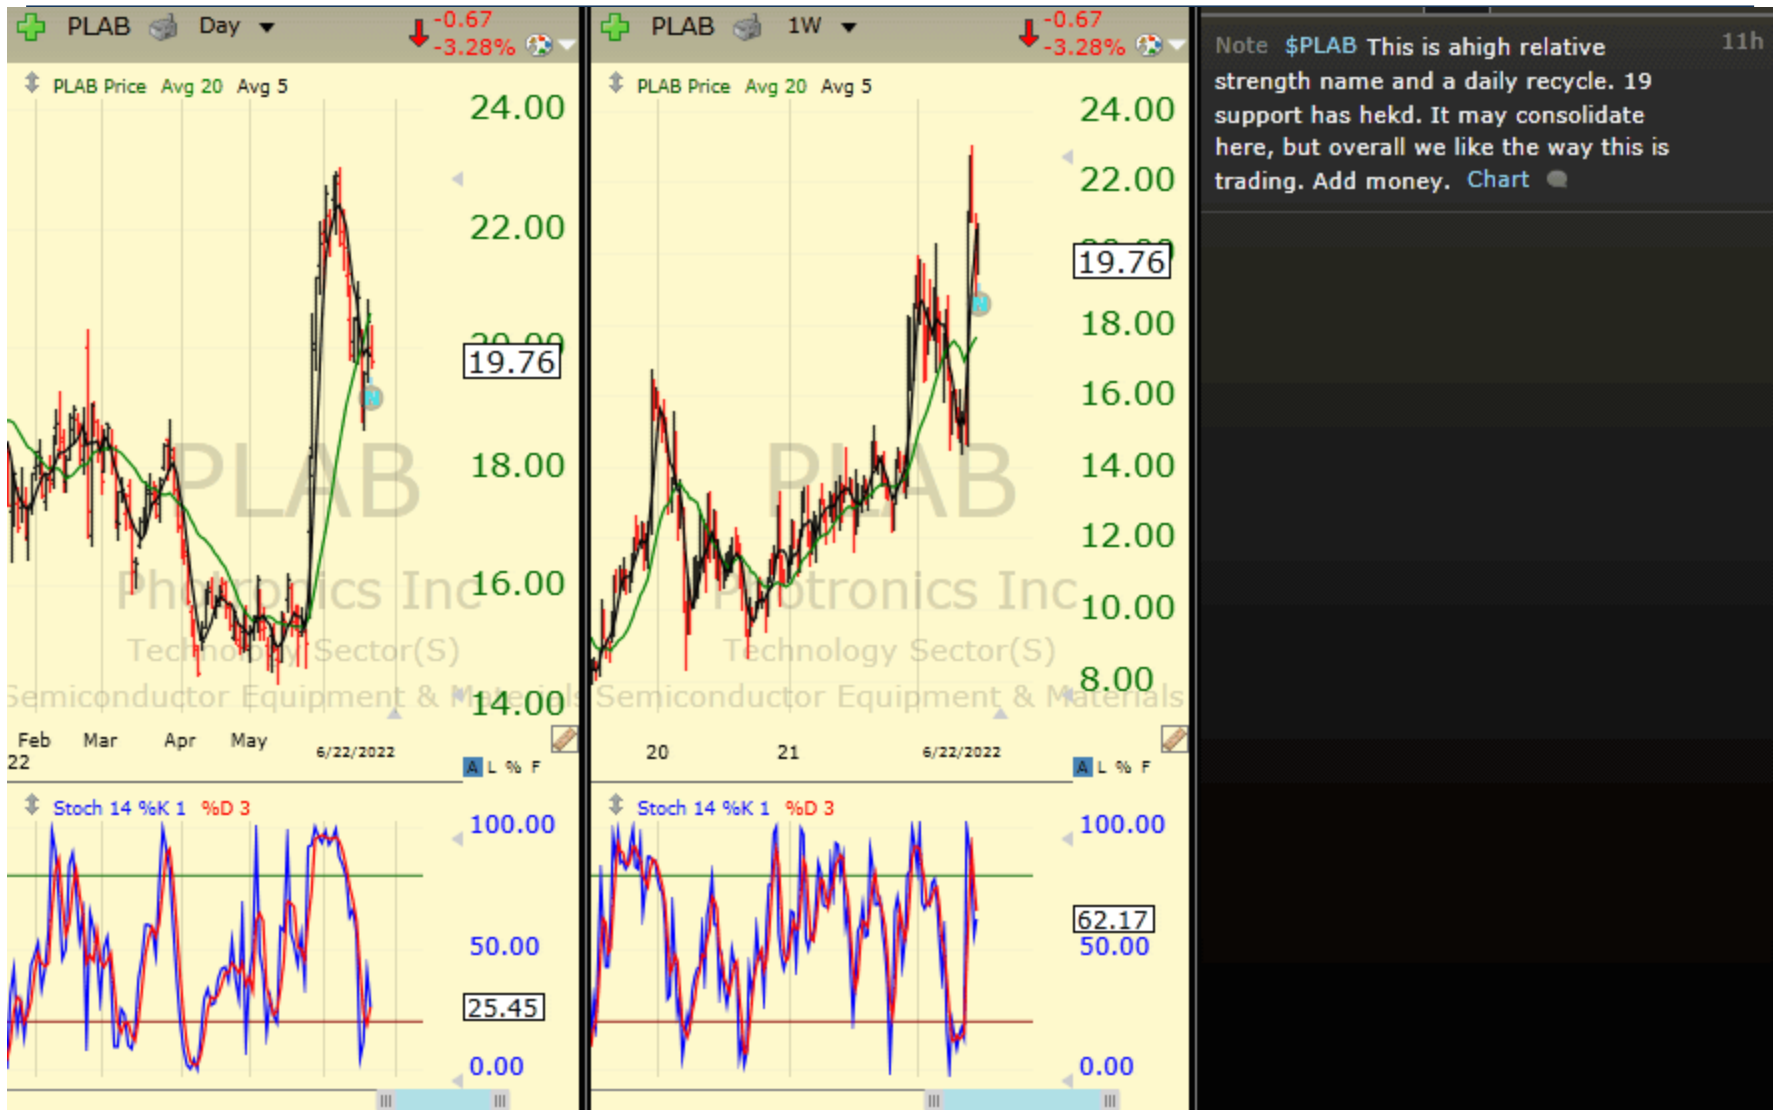 PLAB Day
-0.67
-3.28%
PLAB Price Avg 20 Avg 5
24.00
22.00
20.00
19.76
18.00
16.00
14.00
PLAB
Photronics Inc
Technology Sector(S)
Semiconductor Equipment & Materials
N
Feb Mar Apr May 6/22/2022
22
A L % F
Stoch 14 %K 1 %D 3
100.00
50.00
25.45
0.00
PLAB 1W
-0.67
-3.28%
PLAB Price Avg 20 Avg 5
24.00
22.00
20.00
19.76
18.00
16.00
14.00
12.00
10.00
8.00
PLAB
Photronics Inc
Technology Sector(S)
Semiconductor Equipment & Materials
N
20 21 6/22/2022
A L % F
Stoch 14 %K 1 %D 3
100.00
62.17
50.00
0.00
Note $PLAB This is ahigh relative 11h
strength name and a daily recycle. 19
support has hekd. It may consolidate
here, but overall we like the way this is
trading. Add money. Chart